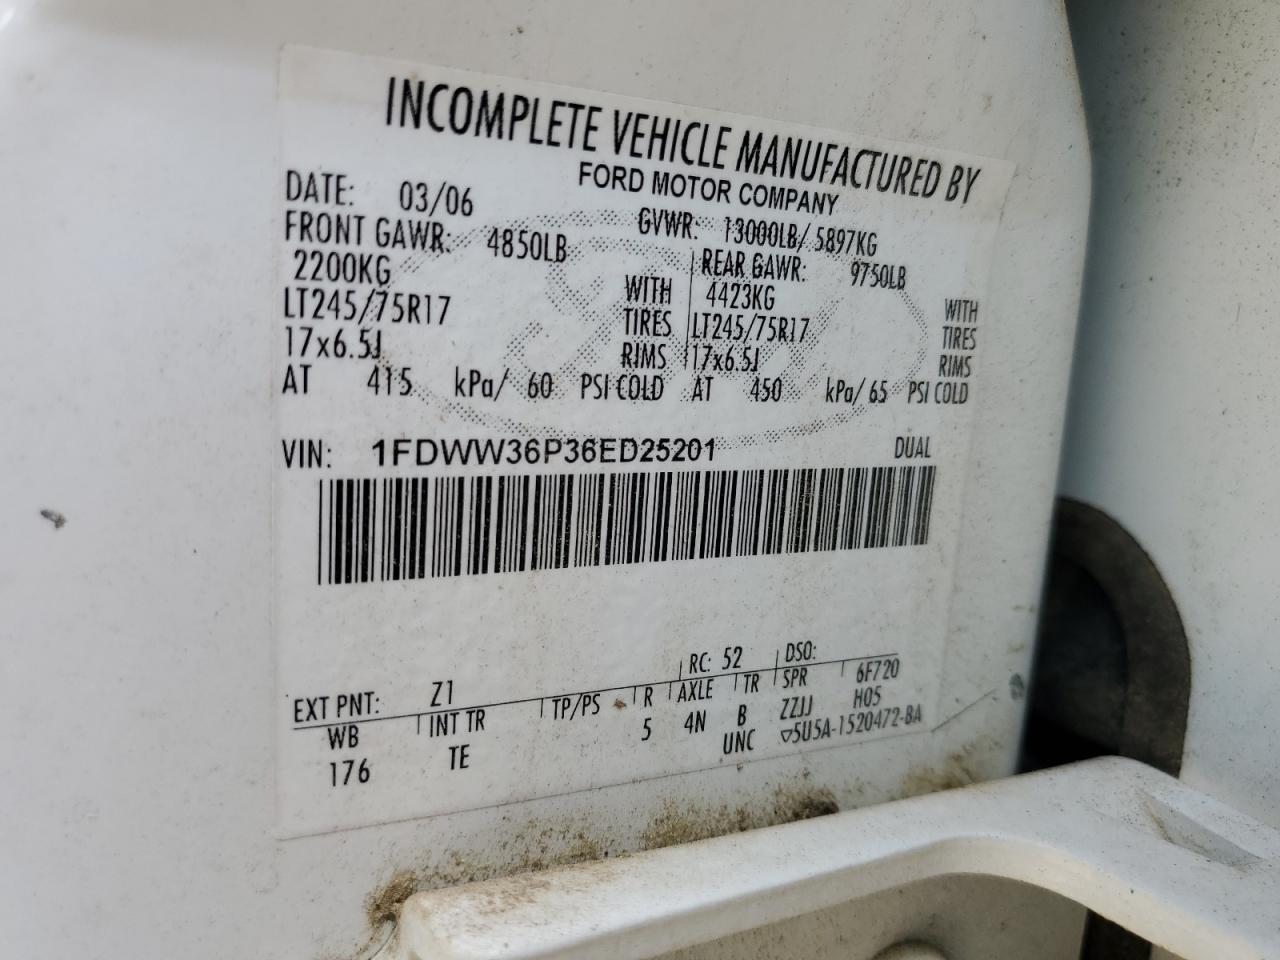 INCOMPLETE VEHICLE MANUFACTURED BY
FORD MOTOR COMPANY
DATE: 03/06 GVWR: 13000LB/ 5897KG
FRONT GAWR: 4850LB REAR GAWR: 9750LB
2200KG WITH 4423KG WITH
LT245/75R17 TIRES LT245/75R17 TIRES
17x6.5J RIMS 17x6.5J RIMS
AT 415 kPa/ 60 PSI COLD AT 450 kPa/ 65 PSI COLD
VIN: 1FDWW36P36ED25201 DUAL
EXT PNT: Z1 RC: 52 DSO:
WB INT TR TP/PS R AXLE TR SPR 6F720
176 TE 5 4N B ZZJJ H05
UNC ▽5U5A-1520472-BA